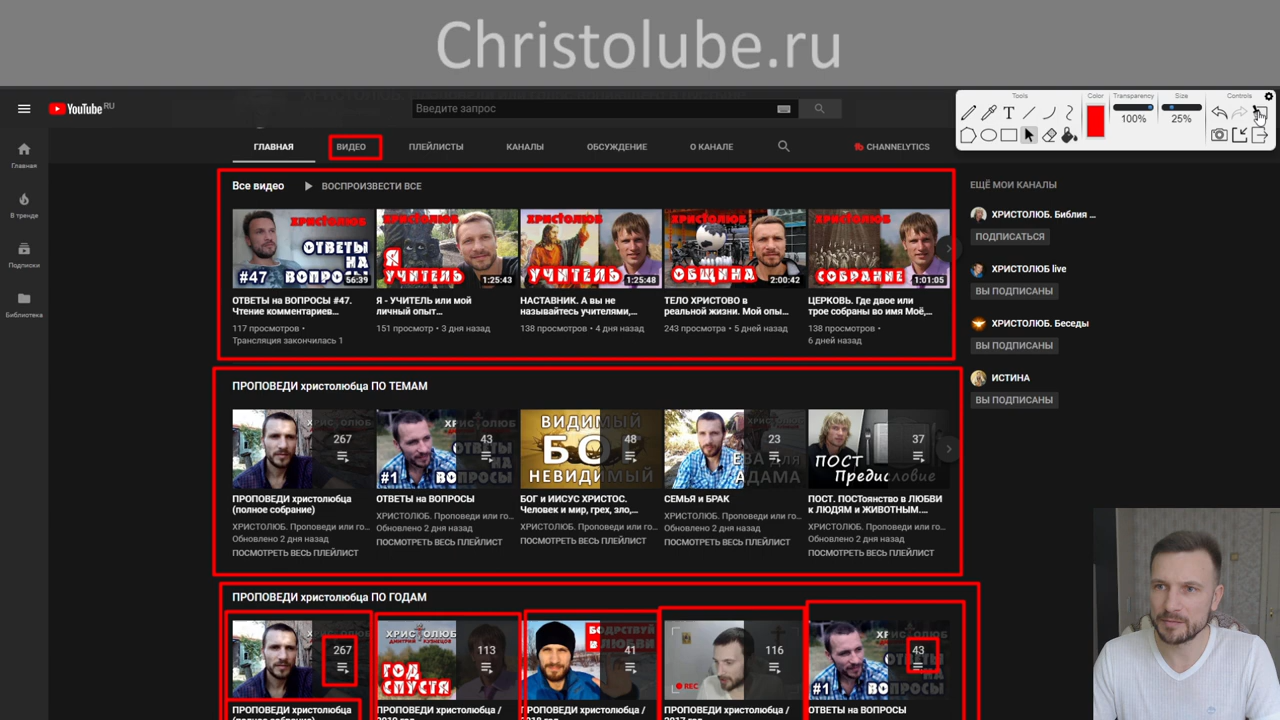 Christolube.ru
YouTube RU
Введите запрос
Tools
Color
Transparency
Size
Controls
100%
25%
ГЛАВНАЯ
ВИДЕО
ПЛЕЙЛИСТЫ
КАНАЛЫ
ОБСУЖДЕНИЕ
О КАНАЛЕ
CHANNELYTICS
Главная
В тренде
Подписки
Библиотека
Все видео
ВОСПРОИЗВЕСТИ ВСЕ
ХРИСТОЛЮБ
ОТВЕТЫ
НА
ВОПРОСЫ
#47
56:39
ХРИСТОЛЮБ
Я
УЧИТЕЛЬ
1:25:43
ХРИСТОЛЮБ
УЧИТЕЛЬ
1:25:48
ХРИСТОЛЮБ
ОБЩИНА
2:00:42
ХРИСТОЛЮБ
СОБРАНИЕ
1:01:05
ОТВЕТЫ на ВОПРОСЫ #47.
Чтение комментариев...
117 просмотров •
Трансляция закончилась 1
Я - УЧИТЕЛЬ или мой
личный опыт...
151 просмотр • 3 дня назад
НАСТАВНИК. А вы не
называйтесь учителями,...
138 просмотров • 4 дня назад
ТЕЛО ХРИСТОВО в
реальной жизни. Мой опы...
243 просмотра • 5 дней назад
ЦЕРКОВЬ. Где двое или
трое собраны во имя Моё,...
138 просмотров •
6 дней назад
ЕЩЁ МОИ КАНАЛЫ
ХРИСТОЛЮБ. Библия ...
ПОДПИСАТЬСЯ
ХРИСТОЛЮБ live
ВЫ ПОДПИСАНЫ
ХРИСТОЛЮБ. Беседы
ВЫ ПОДПИСАНЫ
ИСТИНА
ВЫ ПОДПИСАНЫ
ПРОПОВЕДИ христолюбца ПО ТЕМАМ
267
43
#1
ВИДИМЫЙ
БОГ
НЕВИДИМЫЙ
48
ЕВА для
АДАМА
23
ПОСТ
Предисловие
37
ПРОПОВЕДИ христолюбца
(полное собрание)
ХРИСТОЛЮБ. Проповеди или го...
Обновлено 2 дня назад
ПОСМОТРЕТЬ ВЕСЬ ПЛЕЙЛИСТ
ОТВЕТЫ на ВОПРОСЫ
ХРИСТОЛЮБ. Проповеди или го...
Обновлено 2 дня назад
ПОСМОТРЕТЬ ВЕСЬ ПЛЕЙЛИСТ
БОГ и ИИСУС ХРИСТОС.
Человек и мир, грех, зло,...
ХРИСТОЛЮБ. Проповеди или го...
ПОСМОТРЕТЬ ВЕСЬ ПЛЕЙЛИСТ
СЕМЬЯ и БРАК
ХРИСТОЛЮБ. Проповеди или го...
Обновлено 2 дня назад
ПОСМОТРЕТЬ ВЕСЬ ПЛЕЙЛИСТ
ПОСТ. ПОСТоянство в ЛЮБВИ
к ЛЮДЯМ и ЖИВОТНЫМ....
ХРИСТОЛЮБ. Проповеди или го...
ПОСМОТРЕТЬ ВЕСЬ ПЛЕЙЛИСТ
ПРОПОВЕДИ христолюбца ПО ГОДАМ
267
ХРИСТОЛЮБ
ДМИТРИЙ КУЗНЕЦОВ
ГОД
СПУСТЯ
113
БОДРСТВУЙ
в ЛЮБВИ
41
REC
116
#1
43
ПРОПОВЕДИ христолюбца
(полное собрание)
ПРОПОВЕДИ христолюбца /
ПРОПОВЕДИ христолюбца /
ПРОПОВЕДИ христолюбца /
ОТВЕТЫ на ВОПРОСЫ